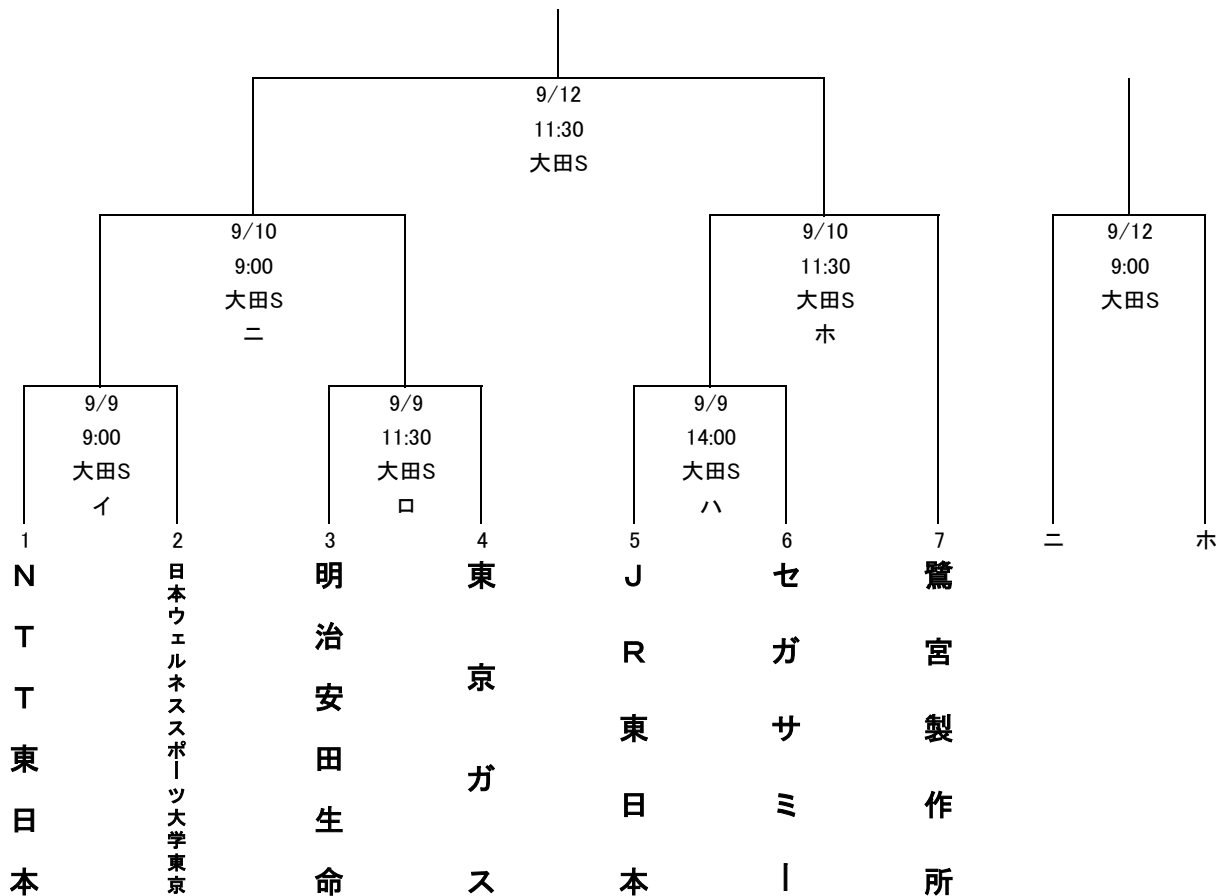 9/12
11:30
大田S
9/10
9:00
大田S
ニ
9/10
11:30
大田S
ホ
9/12
9:00
大田S
9/9
9:00
大田S
イ
9/9
11:30
大田S
ロ
9/9
14:00
大田S
ハ
1
2
3
4
5
6
7
ニ
ホ
NTT東日本
日本ウェルネススポーツ大学東京
明治安田生命
東京ガス
JR東日本
セガサミー
鷺宮製作所